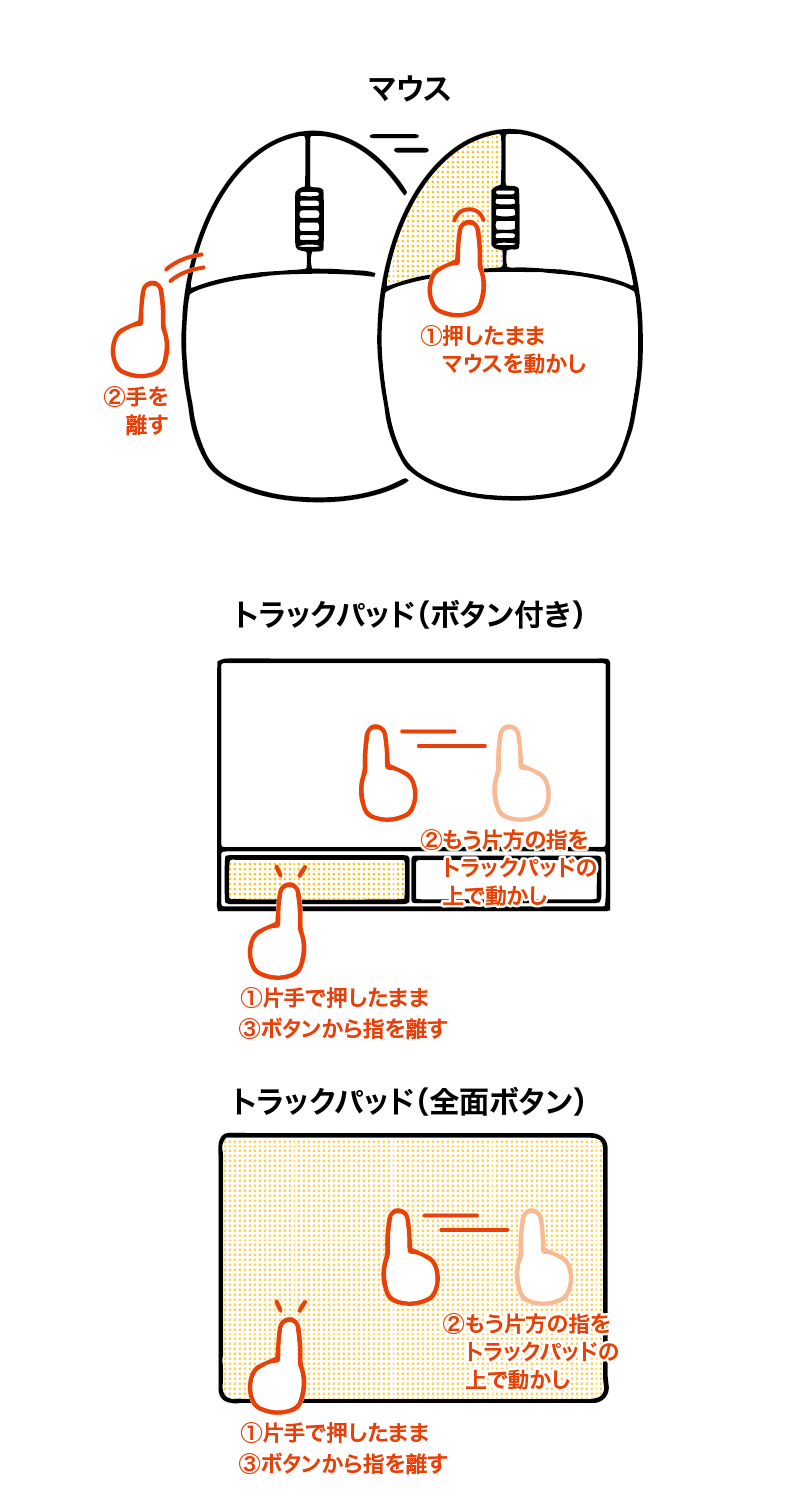 マウス
①押したまま
マウスを動かし
②手を
離す
トラックパッド（ボタン付き）
②もう片方の指を
トラックパッドの
上で動かし
①片手で押したまま
③ボタンから指を離す
トラックパッド（全面ボタン）
②もう片方の指を
トラックパッドの
上で動かし
①片手で押したまま
③ボタンから指を離す